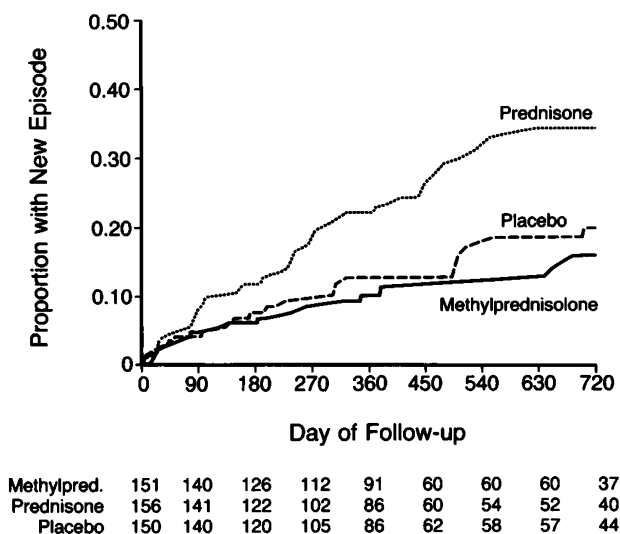 0.50
0.40
0.30
0.20
0.10
0
Proportion with New Episode
Prednisone
Placebo
Methylprednisolone
0 90 180 270 360 450 540 630 720
Day of Follow-up
Methylpred. 151 140 126 112 91 60 60 60 37
Prednisone 156 141 122 102 86 60 54 52 40
Placebo 150 140 120 105 86 62 58 57 44